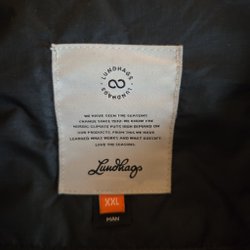 LUNDHAGS
LUNDHAGS
WE HAVE SEEN THE SEASONS
CHANGE SINCE 1932. WE KNOW THE
NORDIC CLIMATE PUTS HIGH DEMAND ON
OUR PRODUCTS. FROM THIS WE HAVE
LEARNED WHAT WORKS AND WHAT DOESN'T.
LOVE THE SEASONS.
Lundhags
XXL
MAN